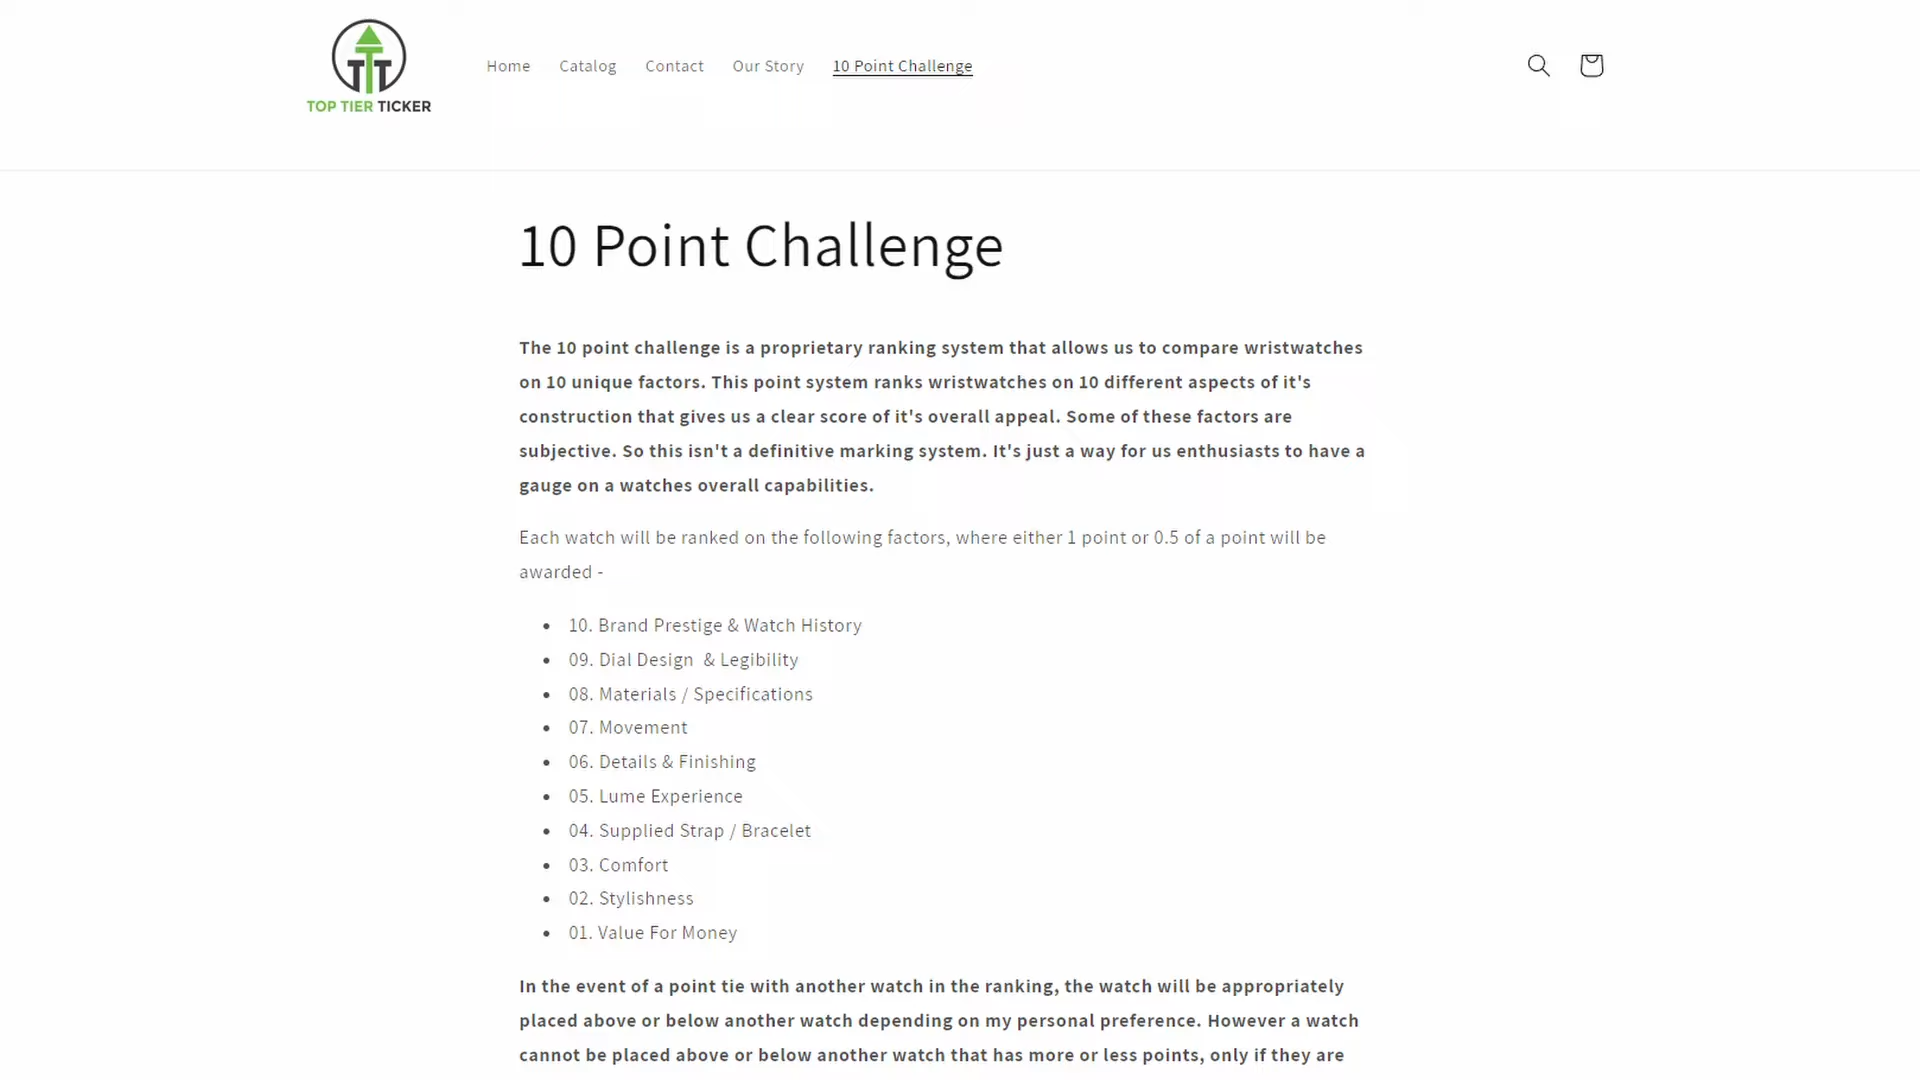 TT
TOP TIER TICKER
Home
Catalog
Contact
Our Story
10 Point Challenge
10 Point Challenge
The 10 point challenge is a proprietary ranking system that allows us to compare wristwatches
on 10 unique factors. This point system ranks wristwatches on 10 different aspects of it's
construction that gives us a clear score of it's overall appeal. Some of these factors are
subjective. So this isn't a definitive marking system. It's just a way for us enthusiasts to have a
gauge on a watches overall capabilities.
Each watch will be ranked on the following factors, where either 1 point or 0.5 of a point will be
awarded -
• 10. Brand Prestige & Watch History
• 09. Dial Design & Legibility
• 08. Materials / Specifications
• 07. Movement
• 06. Details & Finishing
• 05. Lume Experience
• 04. Supplied Strap / Bracelet
• 03. Comfort
• 02. Stylishness
• 01. Value For Money
In the event of a point tie with another watch in the ranking, the watch will be appropriately
placed above or below another watch depending on my personal preference. However a watch
cannot be placed above or below another watch that has more or less points, only if they are